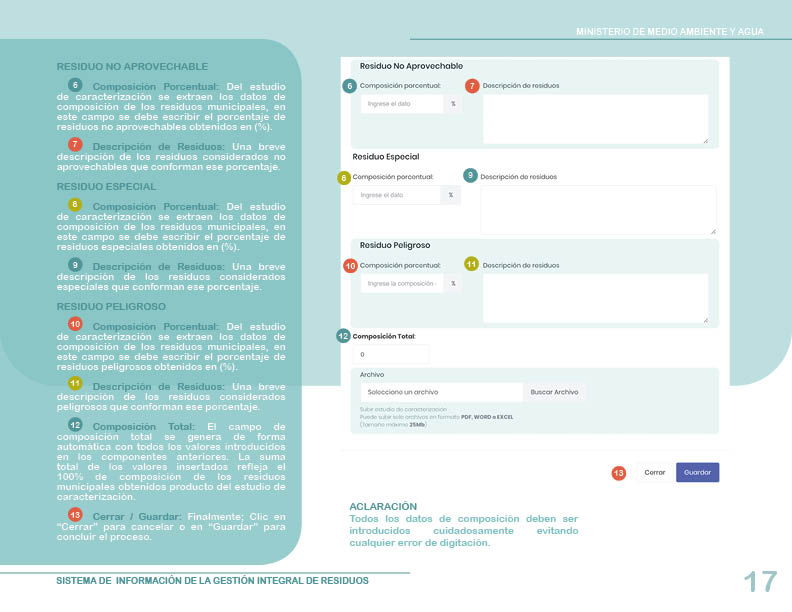 MINISTERIO DE MEDIO AMBIENTE Y AGUA
RESIDUO NO APROVECHABLE
6 Composición Porcentual: Del estudio
de caracterización se extraen los datos de
composición de los residuos municipales, en
este campo se debe escribir el porcentaje de
residuos no aprovechables obtenidos en (%).
7 Descripción de Residuos: Una breve
descripción de los residuos considerados no
aprovechables que conforman ese porcentaje.
RESIDUO ESPECIAL
8 Composición Porcentual: Del estudio
de caracterización se extraen los datos de
composición de los residuos municipales, en
este campo se debe escribir el porcentaje de
residuos especiales obtenidos en (%).
9 Descripción de Residuos: Una breve
descripción de los residuos considerados
especiales que conforman ese porcentaje.
RESIDUO PELIGROSO
10 Composición Porcentual: Del estudio
de caracterización se extraen los datos de
composición de los residuos municipales, en
este campo se debe escribir el porcentaje de
residuos peligrosos obtenidos en (%).
11 Descripción de Residuos: Una breve
descripción de los residuos considerados
peligrosos que conforman ese porcentaje.
12 Composición Total: El campo de
composición total se genera de forma
automática con todos los valores introducidos
en los componentes anteriores. La suma
total de los valores insertados refleja el
100% de composición de los residuos
municipales obtenidos producto del estudio de
caracterización.
13 Cerrar / Guardar: Finalmente; Clic en
“Cerrar” para cancelar o en “Guardar” para
concluir el proceso.
Residuo No Aprovechable
6 Composición porcentual: 7 Descripción de residuos
Ingrese el dato %
Residuo Especial
8 Composición porcentual: 9 Descripción de residuos
Ingrese el dato %
Residuo Peligroso
10 Composición porcentual: 11 Descripción de residuos
Ingrese la composición %
12 Composición Total:
0
Archivo
Selecciono un archivo Buscar Archivo
Subir estudio de caracterización
Puede subir solo archivos en formato PDF, WORD o EXCEL
(Tamaño máximo 25Mb)
13 Cerrar Guardar
ACLARACIÓN
Todos los datos de composición deben ser
introducidos cuidadosamente evitando
cualquier error de digitación.
SISTEMA DE INFORMACIÓN DE LA GESTIÓN INTEGRAL DE RESIDUOS
17